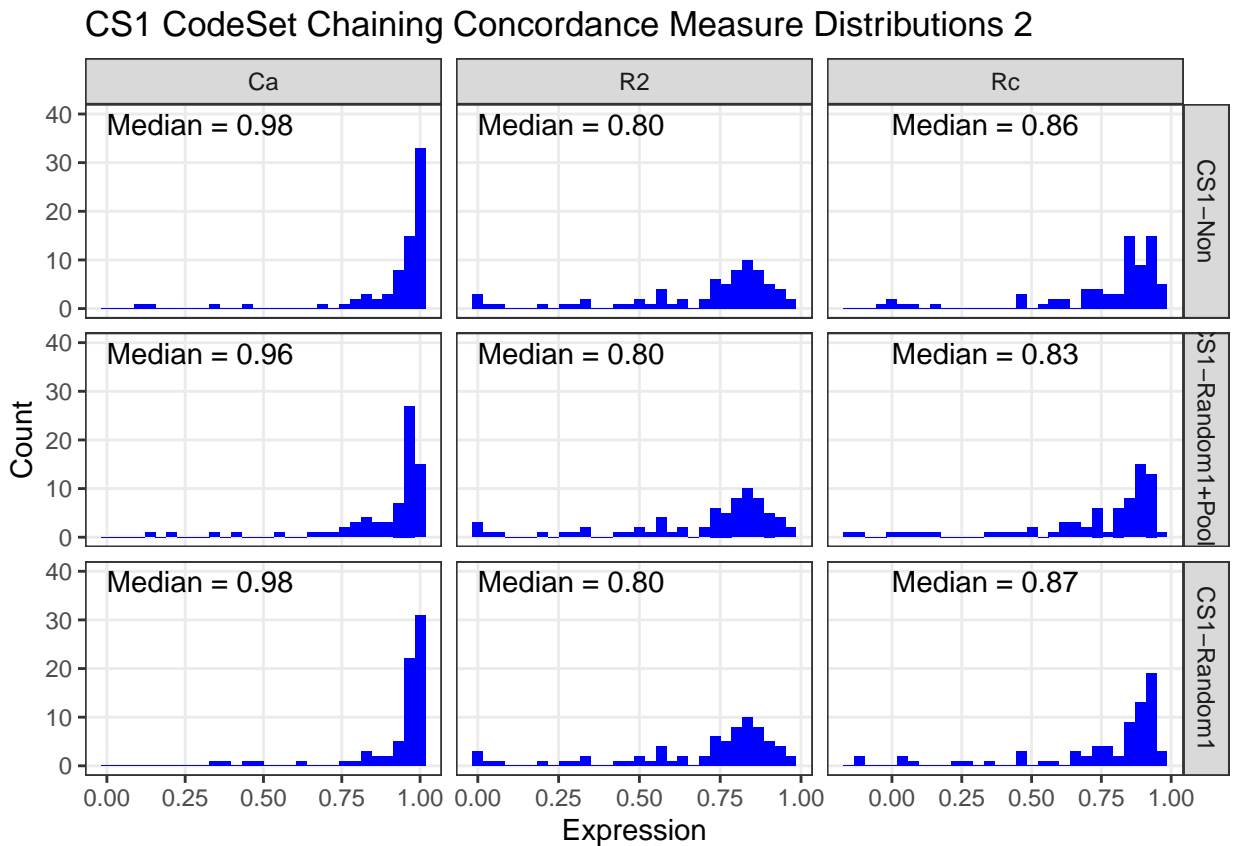 CS1 CodeSet Chaining Concordance Measure Distributions 2
Ca R2 Rc
Median = 0.98 Median = 0.80 Median = 0.86
CS1−Non
40
30
20
10
0
Median = 0.96 Median = 0.80 Median = 0.83
S1−Random1+Pool
40
30
20
10
0
Median = 0.98 Median = 0.80 Median = 0.87
CS1−Random1
40
30
20
10
0
Count
0.00 0.25 0.50 0.75 1.00 0.00 0.25 0.50 0.75 1.00 0.00 0.25 0.50 0.75 1.00
Expression